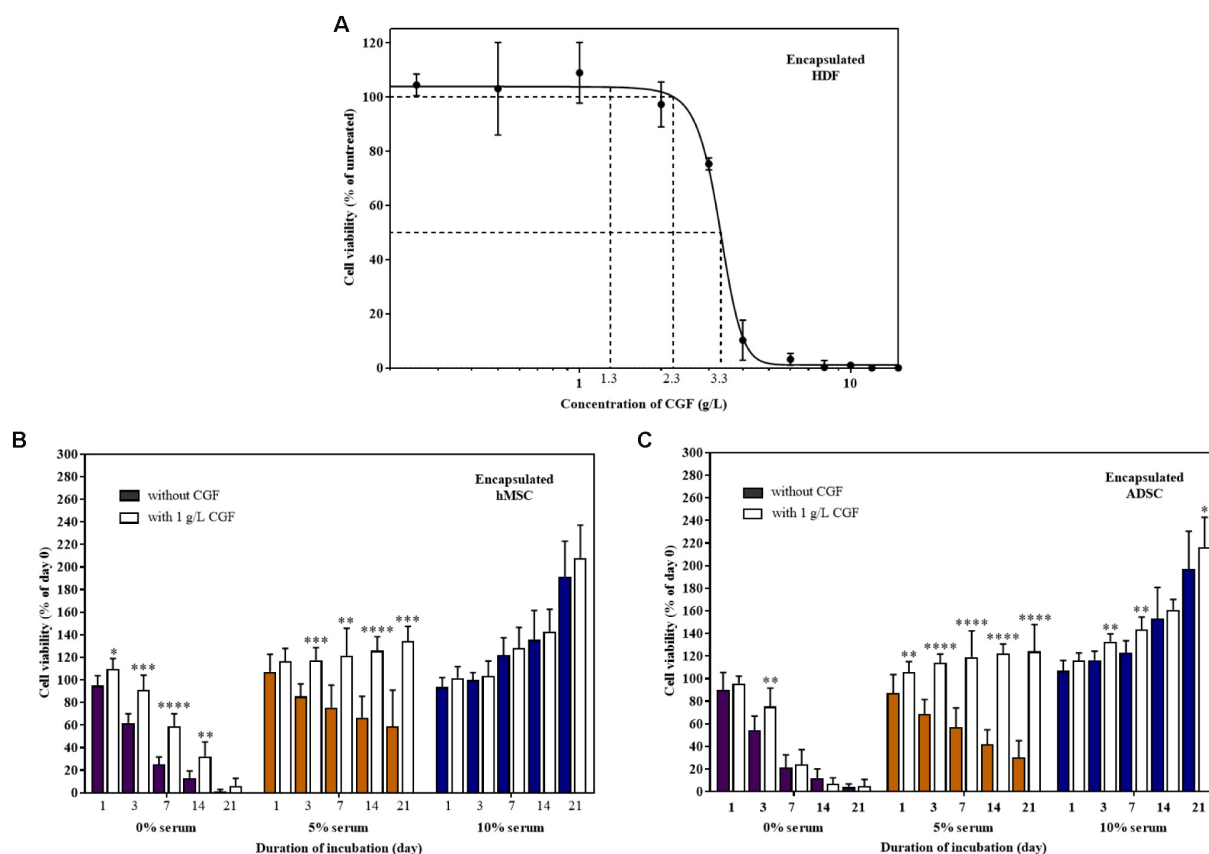 A
Encapsulated
HDF
Cell viability (% of untreated)
120
100
80
60
40
20
0
1
1.3
2.3
3.3
10
Concentration of CGF (g/L)
B
Encapsulated
hMSC
without CGF
with 1 g/L CGF
Cell viability (% of day 0)
300
280
260
240
220
200
180
160
140
120
100
80
60
40
20
0
* *** **** **
*** ** **** ***
1 3 7 14 21 1 3 7 14 21 1 3 7 14 21
0% serum 5% serum 10% serum
Duration of incubation (day)
C
Encapsulated
ADSC
without CGF
with 1 g/L CGF
Cell viability (% of day 0)
300
280
260
240
220
200
180
160
140
120
100
80
60
40
20
0
**
** **** **** **** ****
** ** *
1 3 7 14 21 1 3 7 14 21 1 3 7 14 21
0% serum 5% serum 10% serum
Duration of incubation (day)